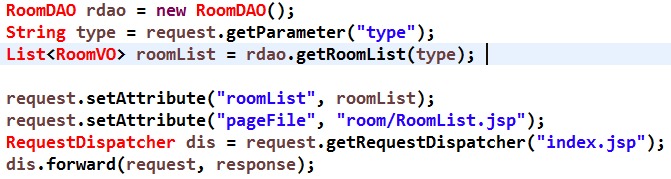 RoomDAO rdao = new RoomDAO();
String type = request.getParameter("type");
List<RoomVO> roomList = rdao.getRoomList(type);
request.setAttribute("roomList", roomList);
request.setAttribute("pageFile", "room/RoomList.jsp");
RequestDispatcher dis = request.getRequestDispatcher("index.jsp");
dis.forward(request, response);